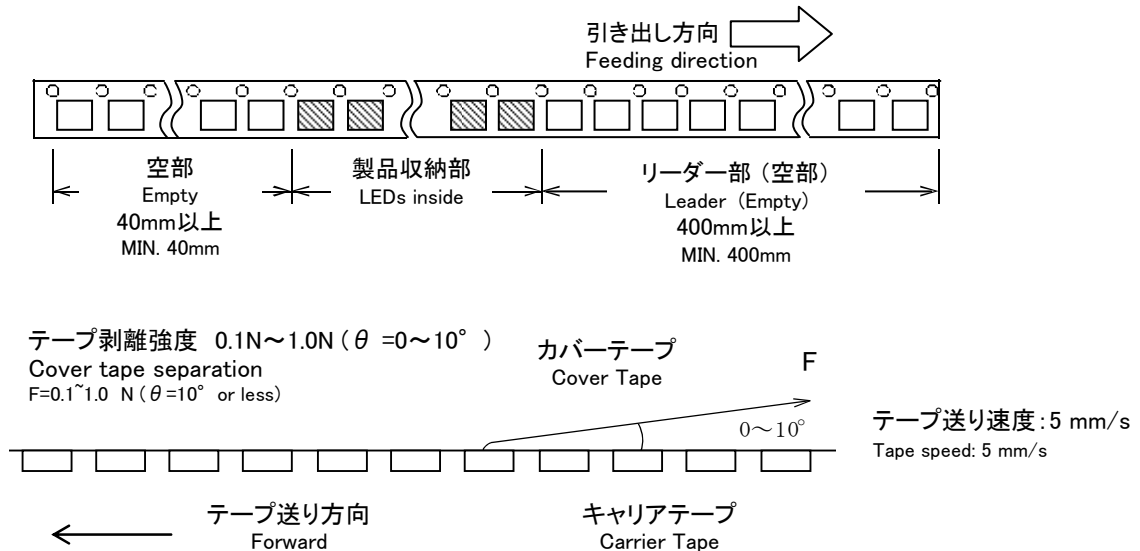 引き出し方向
Feeding direction
空部
Empty
40mm以上
MIN. 40mm
製品収納部
LEDs inside
リーダー部 (空部)
Leader (Empty)
400mm以上
MIN. 400mm
テープ剥離強度 0.1N～1.0N ( θ =0～10° )
Cover tape separation
F=0.1~1.0 N ( θ =10° or less)
カバーテープ
Cover Tape
F
0～10°
テープ送り速度：5 mm/s
Tape speed: 5 mm/s
テープ送り方向
Forward
キャリアテープ
Carrier Tape